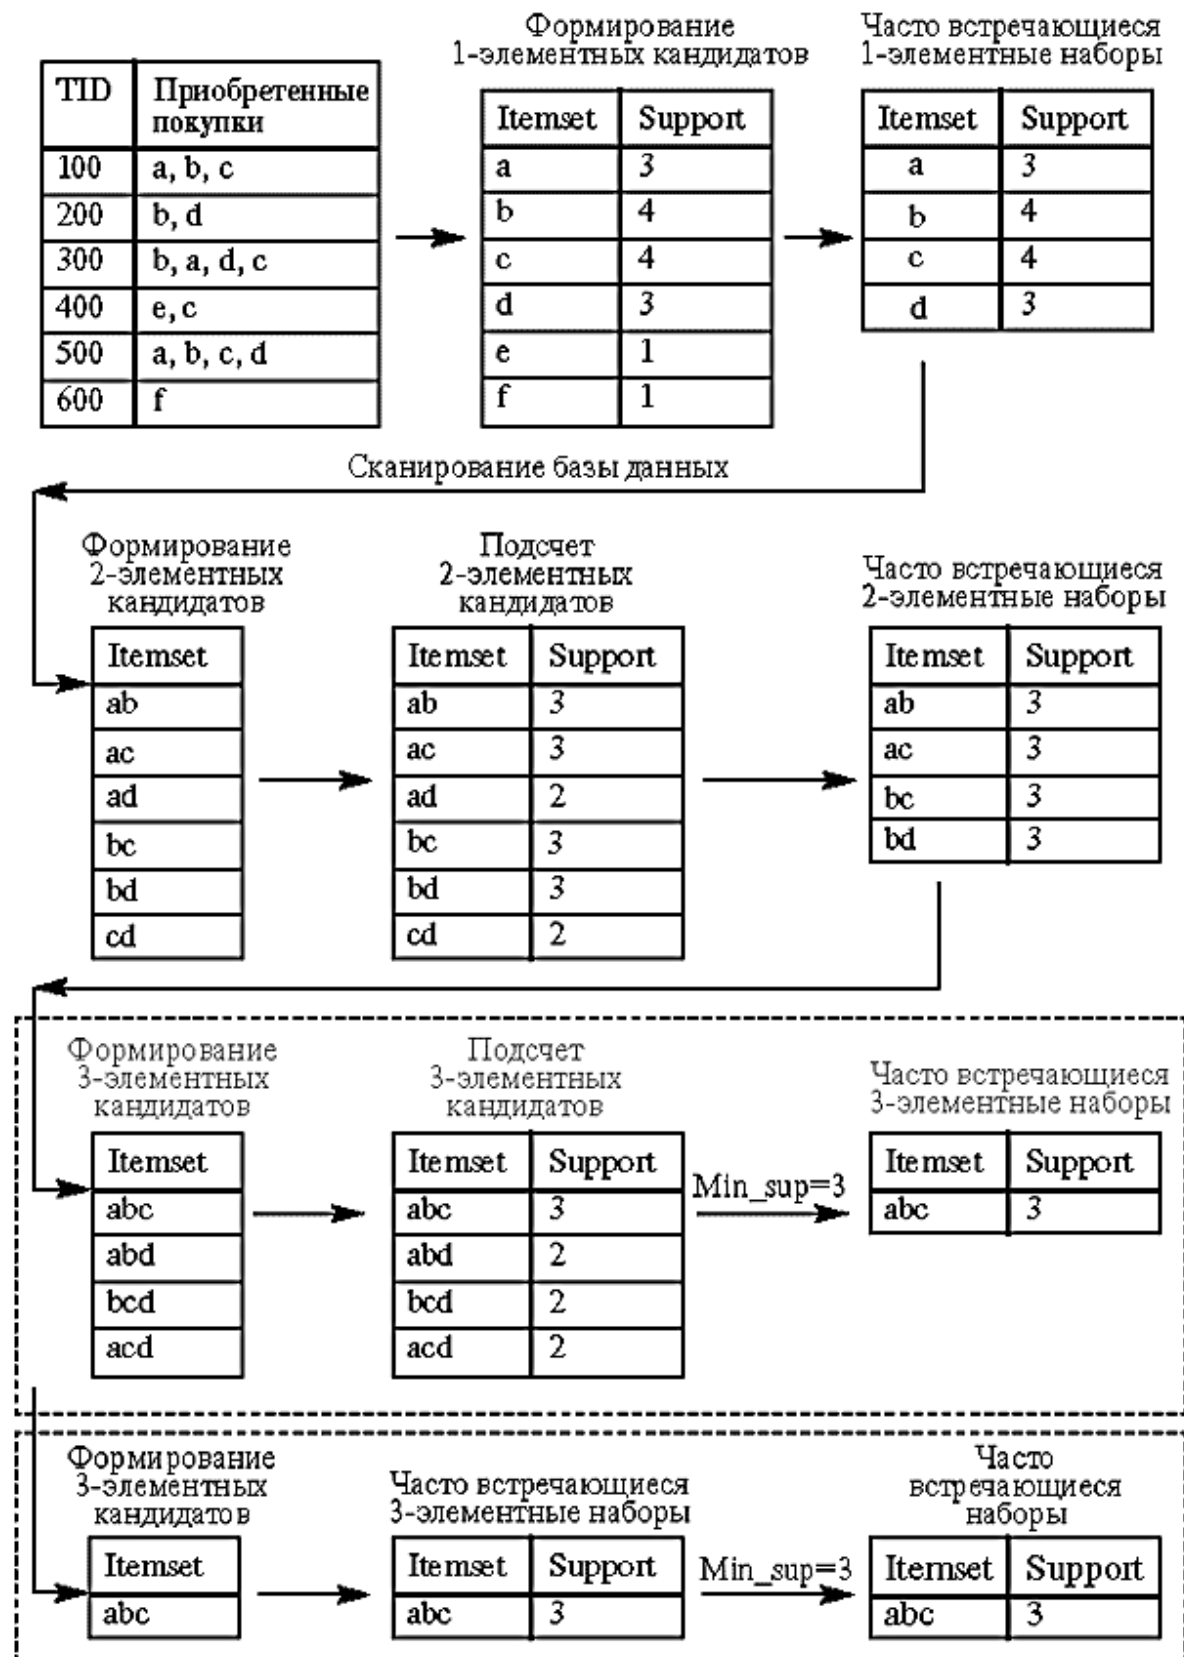 Формирование
1-элементных кандидатов
Часто встречающиеся
1-элементные наборы
TID Приобретенные
покупки
100 a, b, c
200 b, d
300 b, a, d, c
400 e, c
500 a, b, c, d
600 f
Itemset Support
a 3
b 4
c 4
d 3
e 1
f 1
Itemset Support
a 3
b 4
c 4
d 3
Сканирование базы данных
Формирование
2-элементных
кандидатов
Itemset
ab
ac
ad
bc
bd
cd
Подсчет
2-элементных
кандидатов
Itemset Support
ab 3
ac 3
ad 2
bc 3
bd 3
cd 2
Часто встречающиеся
2-элементные наборы
Itemset Support
ab 3
ac 3
bc 3
bd 3
Формирование
3-элементных
кандидатов
Itemset
abc
abd
bcd
acd
Подсчет
3-элементных
кандидатов
Itemset Support
abc 3
abd 2
bcd 2
acd 2
Min_sup=3
Часто встречающиеся
3-элементные наборы
Itemset Support
abc 3
Формирование
3-элементных
кандидатов
Itemset
abc
Часто встречающиеся
3-элементные наборы
Itemset Support
abc 3
Min_sup=3
Часто
встречающиеся
наборы
Itemset Support
abc 3